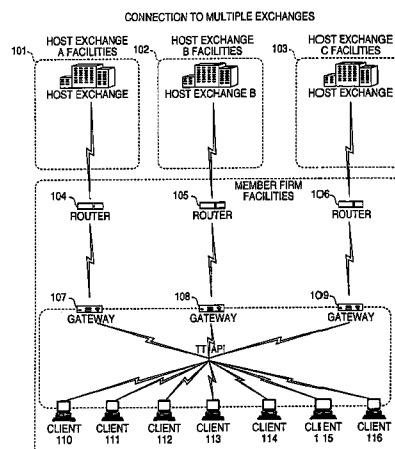 CONNECTION TO MULTIPLE EXCHANGES
101
HOST EXCHANGE
A FACILITIES
HOST EXCHANGE
102
HOST EXCHANGE
B FACILITIES
HOST EXCHANGE B
103
HOST EXCHANGE
C FACILITIES
HOST EXCHANGE
MEMBER FIRM
FACILITIES
104
ROUTER
105
ROUTER
106
ROUTER
107
GATEWAY
108
GATEWAY
109
GATEWAY
TT API
CLIENT
110
CLIENT
111
CLIENT
112
CLIENT
113
CLIENT
114
CLIENT
115
CLIENT
116